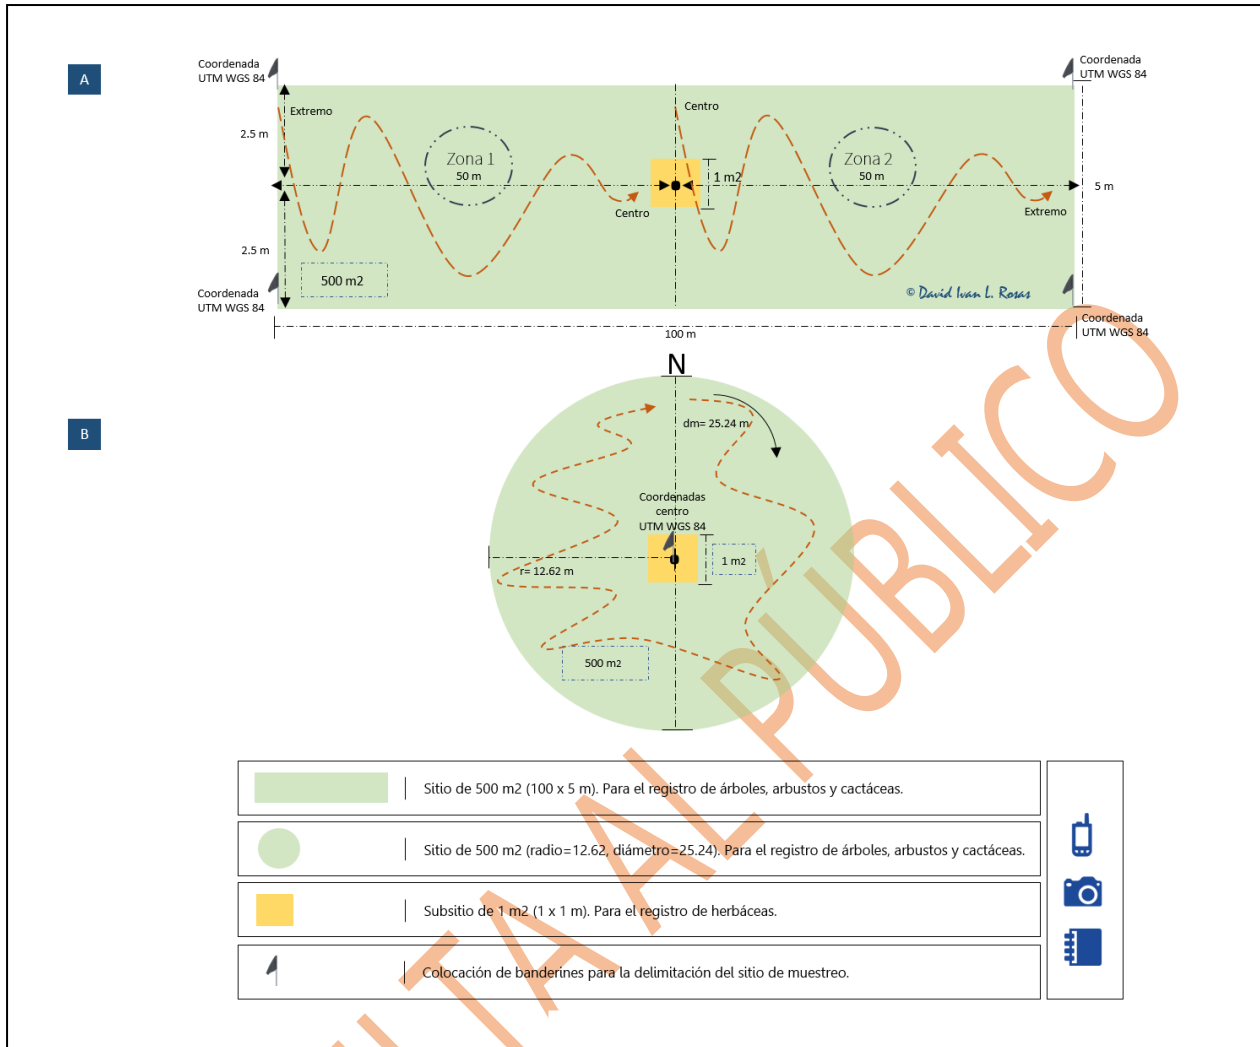 A
Coordenada
UTM WGS 84
Coordenada
UTM WGS 84
Extremo
Centro
2.5 m
Zona 1
50 m
1 m2
Zona 2
50 m
5 m
Centro
Extremo
2.5 m
500 m2
Coordenada
UTM WGS 84
© David Ivan L. Rosas
Coordenada
UTM WGS 84
100 m
N
B
dm= 25.24 m
Coordenadas
centro
UTM WGS 84
1 m2
r= 12.62 m
500 m2
Sitio de 500 m2 (100 x 5 m). Para el registro de árboles, arbustos y cactáceas.
Sitio de 500 m2 (radio=12.62, diámetro=25.24). Para el registro de árboles, arbustos y cactáceas.
Subsitio de 1 m2 (1 x 1 m). Para el registro de herbáceas.
Colocación de banderines para la delimitación del sitio de muestreo.
LTA AL PÚBLICO